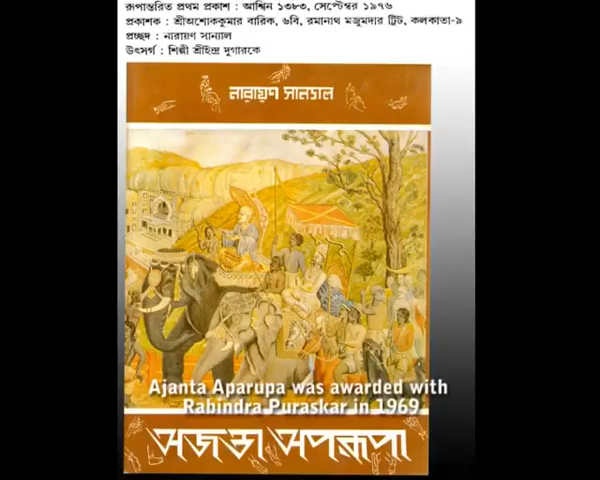 রূপান্তরিত প্রথম প্রকাশ : আশ্বিন ১৩৮৩, সেপ্টেম্বর ১৯৭৬
প্রকাশক : শ্রীঅশোককুমার বারিক, ৬বি, রমানাথ মজুমদার ট্রিট, কলকাতা-৯
প্রচ্ছদ : নারায়ণ সান্যাল
উৎসর্গ : শিল্পী শ্রীইন্দ্র দুগারকে
নারায়ণ সান্যাল
Ajanta Aparupa was awarded with
Rabindra Puraskar in 1969
অজন্তা অপরূপা